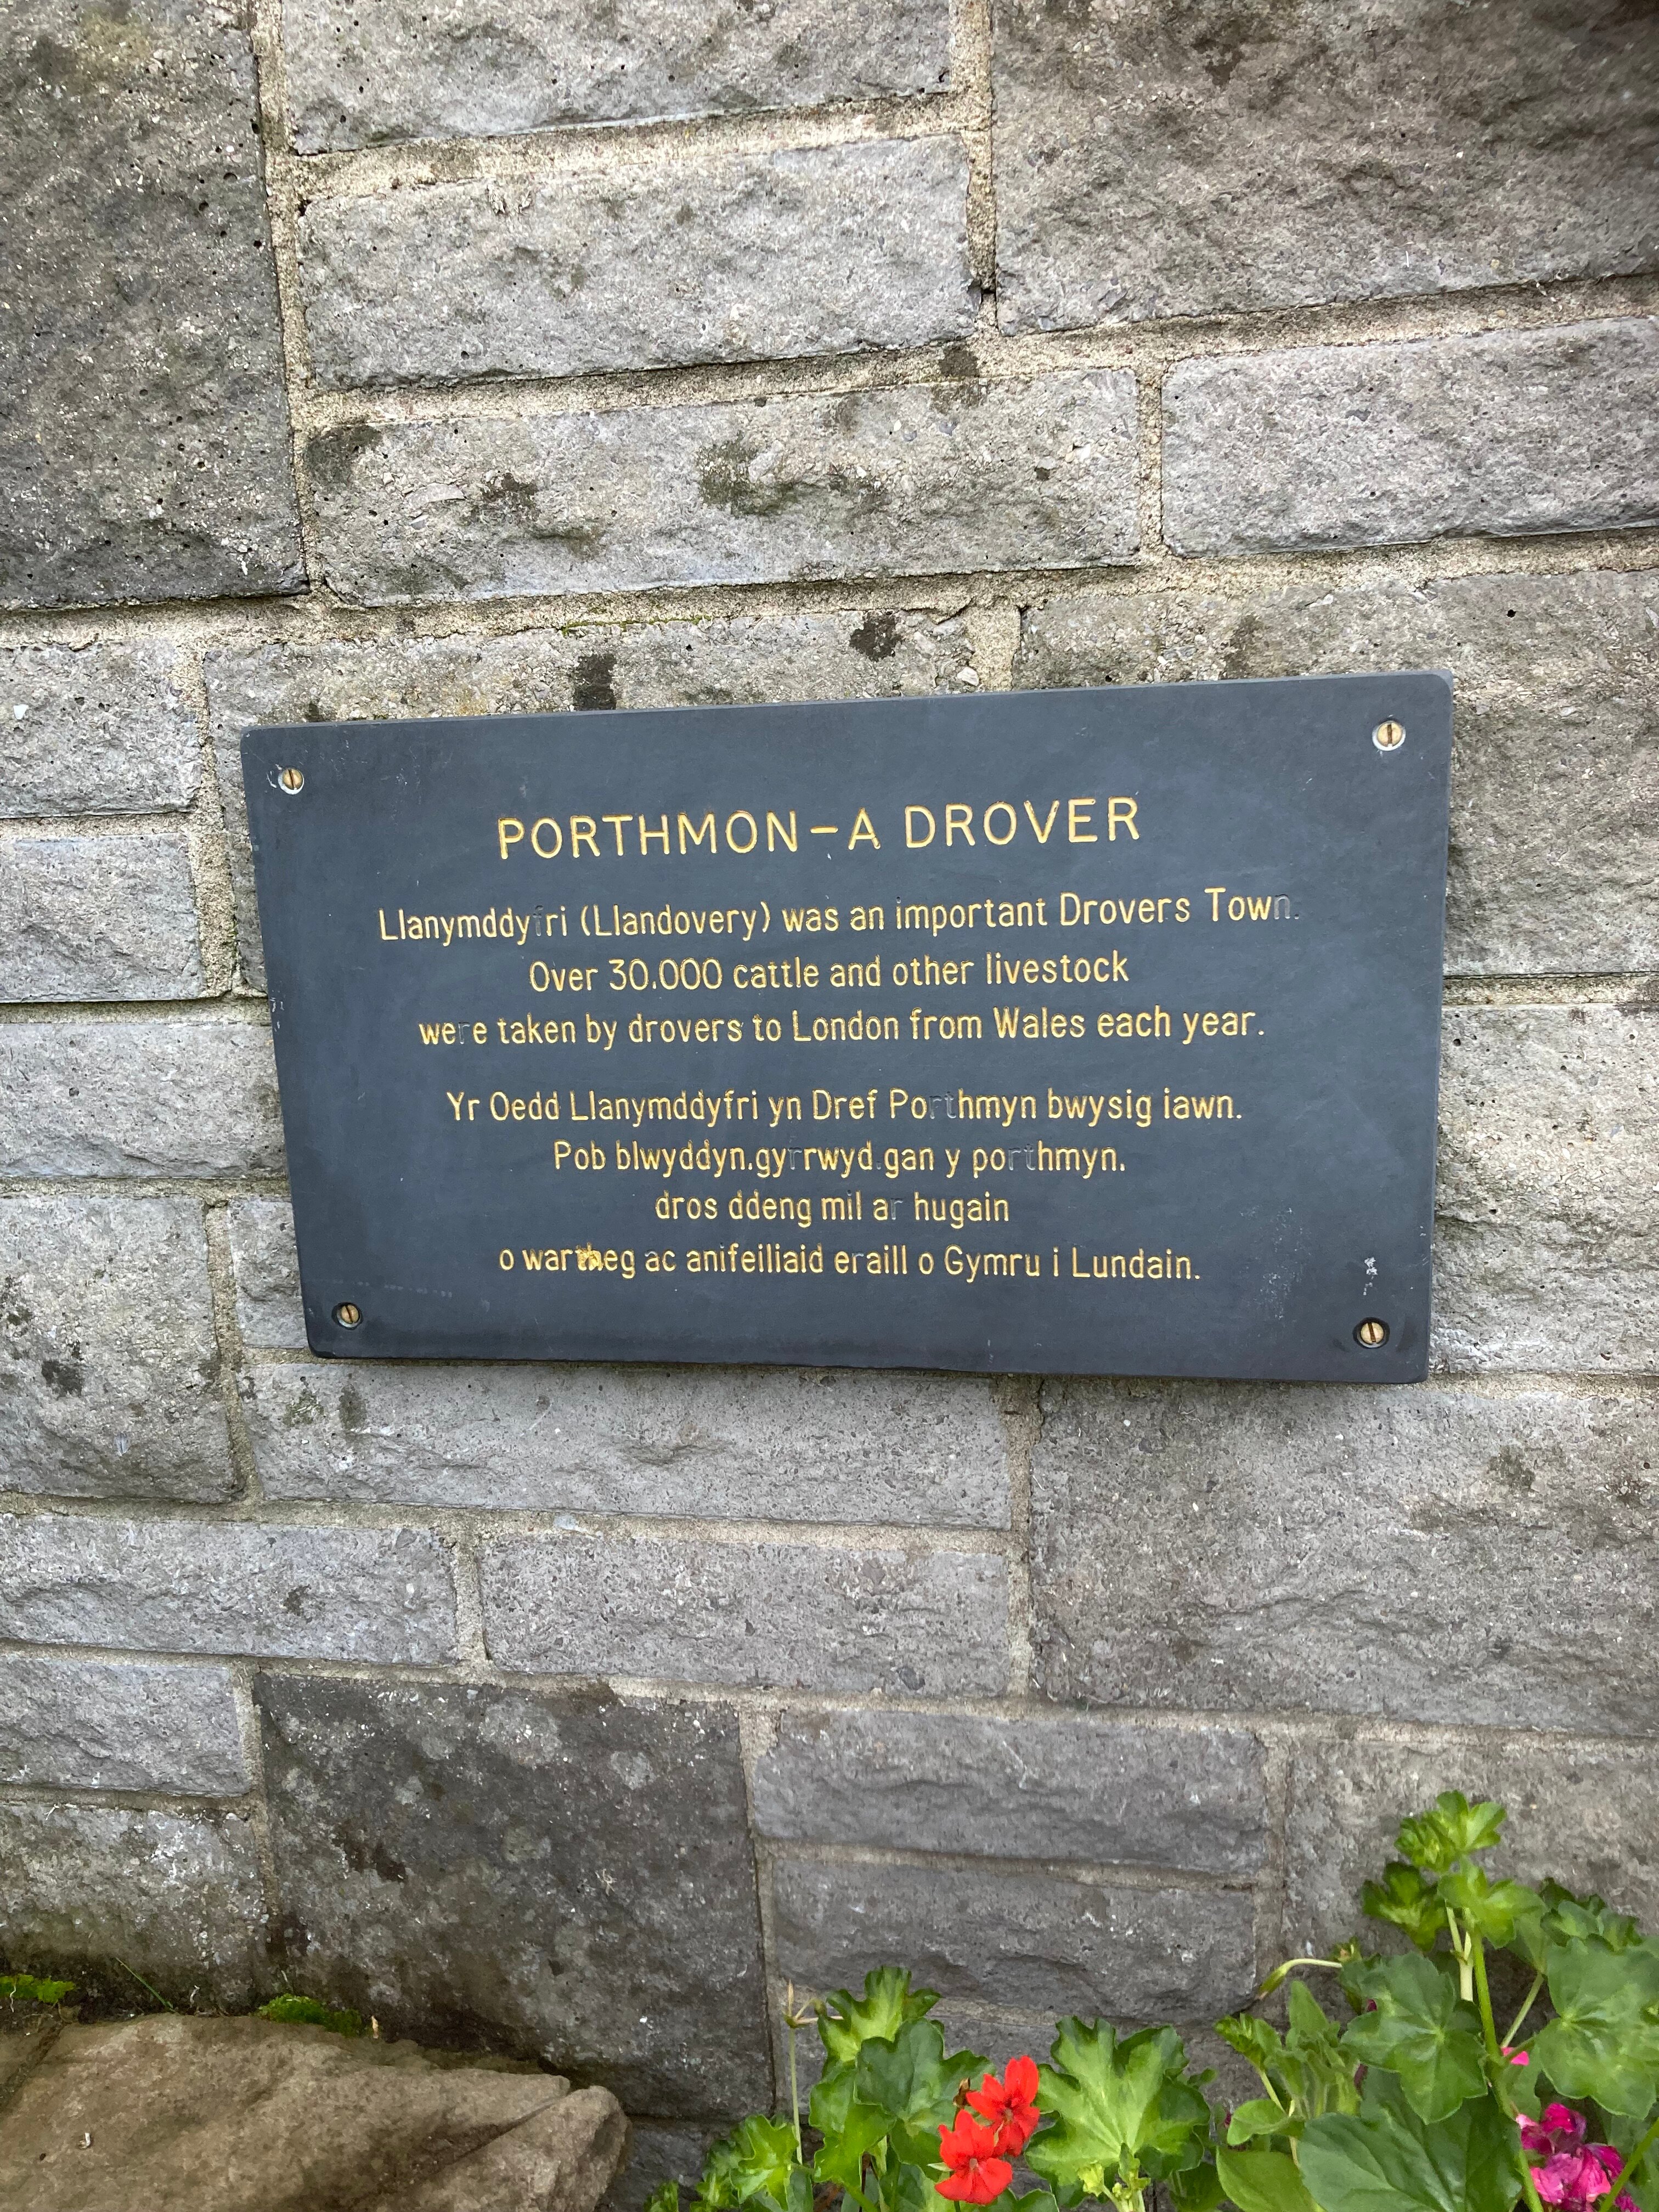 PORTHMON – A DROVER
Llanymddyfri (Llandovery) was an important Drovers Town.
Over 30.000 cattle and other livestock
were taken by drovers to London from Wales each year.
Yr Oedd Llanymddyfri yn Dref Porthmyn bwysig iawn.
Pob blwyddyn.gyrrwyd.gan y porthmyn.
dros ddeng mil ar hugain
o wartheg ac anifeiliaid eraill o Gymru i Lundain.